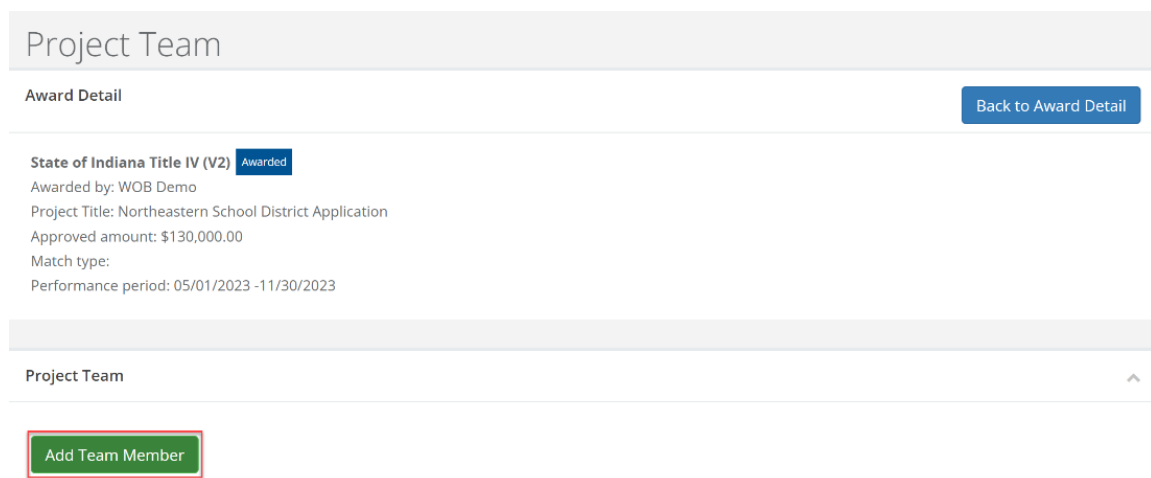 Project Team
Award Detail
Back to Award Detail
State of Indiana Title IV (V2) Awarded
Awarded by: WOB Demo
Project Title: Northeastern School District Application
Approved amount: $130,000.00
Match type:
Performance period: 05/01/2023 -11/30/2023
Project Team
Add Team Member